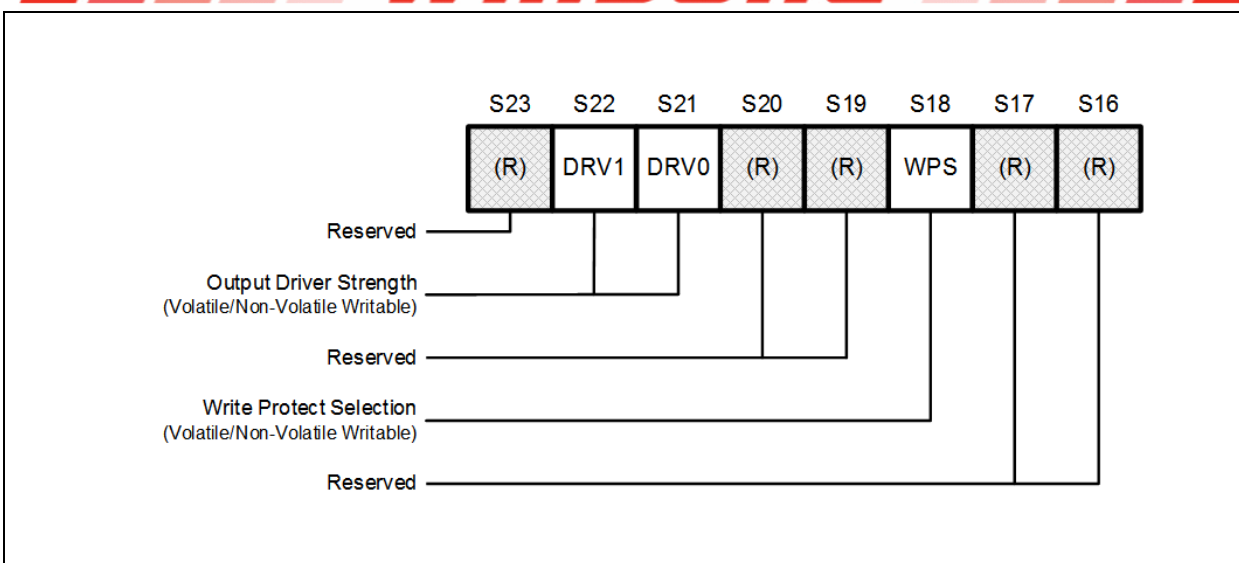 S23 S22 S21 S20 S19 S18 S17 S16
(R) DRV1 DRV0 (R) (R) WPS (R) (R)
Reserved
Output Driver Strength
(Volatile/Non-Volatile Writable)
Reserved
Write Protect Selection
(Volatile/Non-Volatile Writable)
Reserved